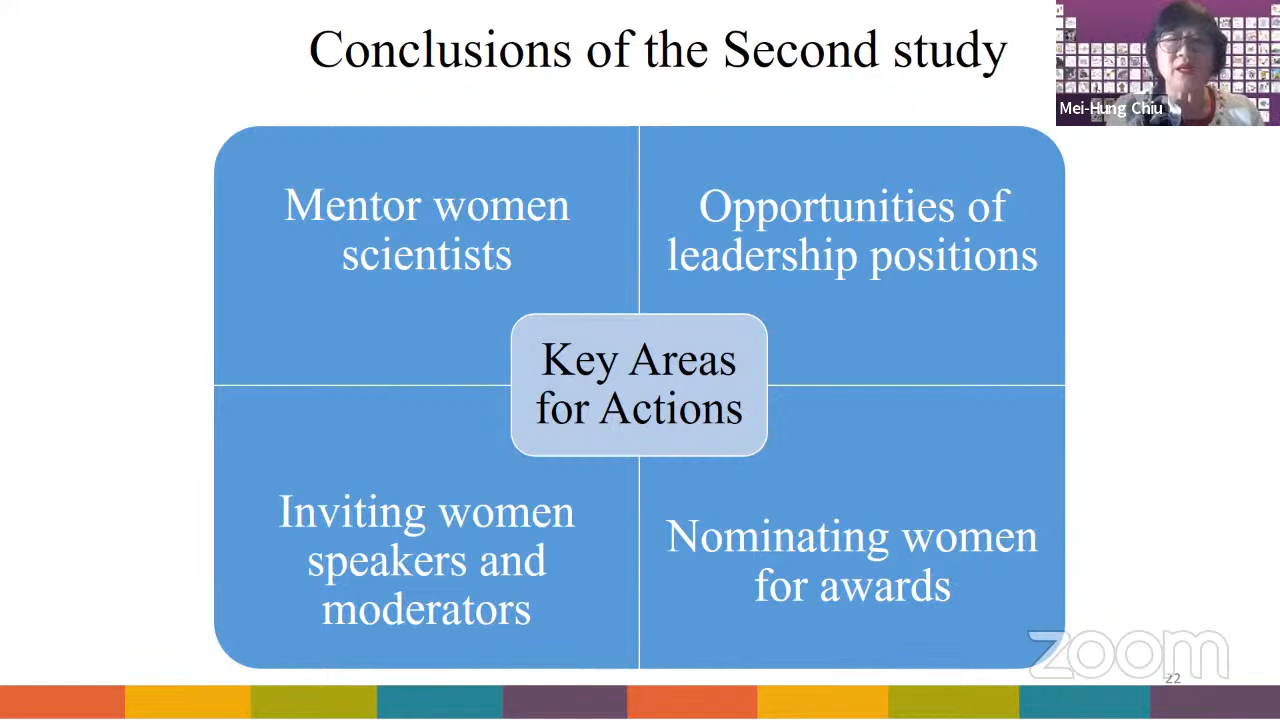 Conclusions of the Second study
Mei-Hung Chiu
Mentor women
scientists
Opportunities of
leadership positions
Key Areas
for Actions
Inviting women
speakers and
moderators
Nominating women
for awards
zoom
22